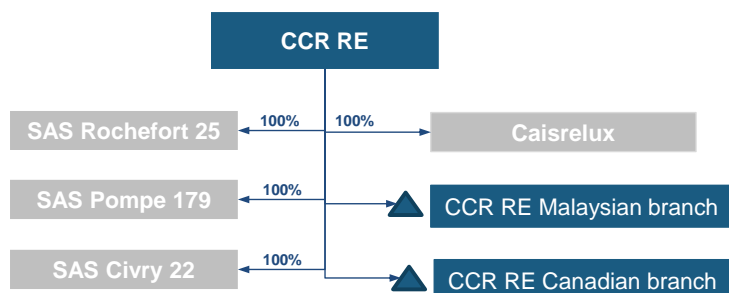 CCR RE
100% 100%
SAS Rochefort 25
Caisrelux
100%
SAS Pompe 179
CCR RE Malaysian branch
100%
SAS Civry 22
CCR RE Canadian branch